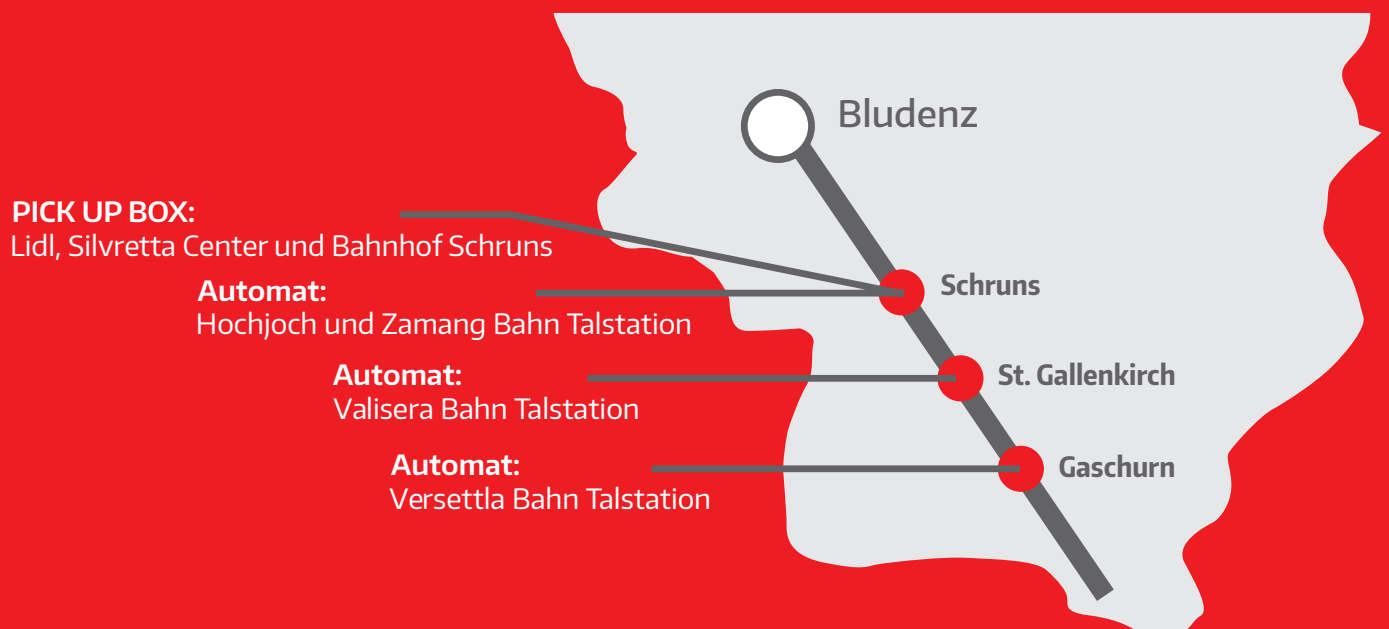 Bludenz
PICK UP BOX:
Lidl, Silvretta Center und Bahnhof Schruns
Automat:
Hochjoch und Zamang Bahn Talstation
Schruns
Automat:
Valisera Bahn Talstation
St. Gallenkirch
Automat:
Versettla Bahn Talstation
Gaschurn